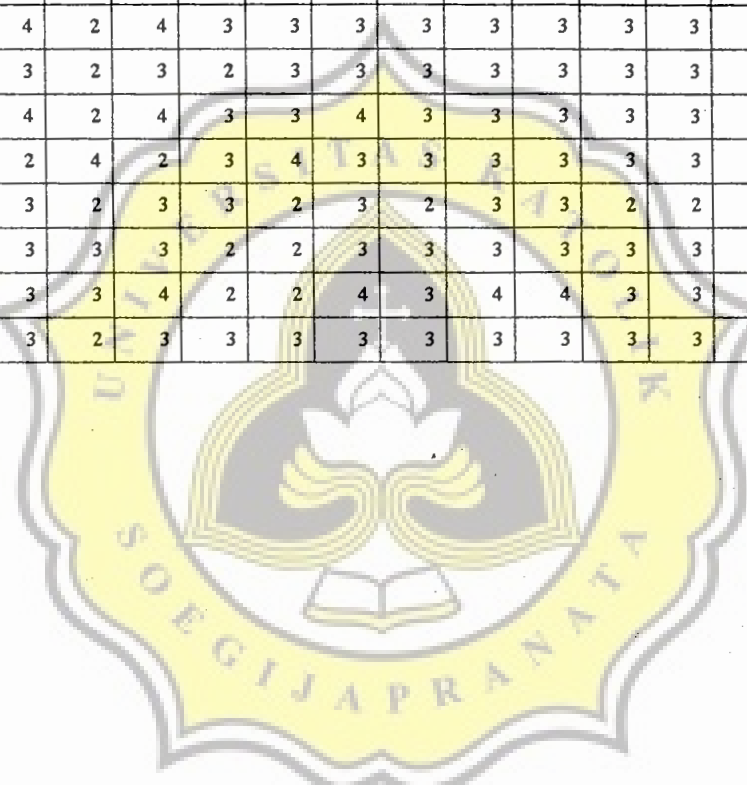 4 2 4 3 3 3 3 3 3 3 3
3 2 3 2 3 3 3 3 3 3 3
4 2 4 3 3 4 3 3 3 3 3
2 4 2 3 4 3 3 3 3 3 3
3 2 3 3 2 3 2 3 3 2 2
3 3 3 2 2 3 3 3 3 3 3
3 3 4 2 2 4 3 4 4 3 3
3 2 3 3 3 3 3 3 3 3 3
UNIVERSITAS KATOLIK
SOEGIJAPRANATA